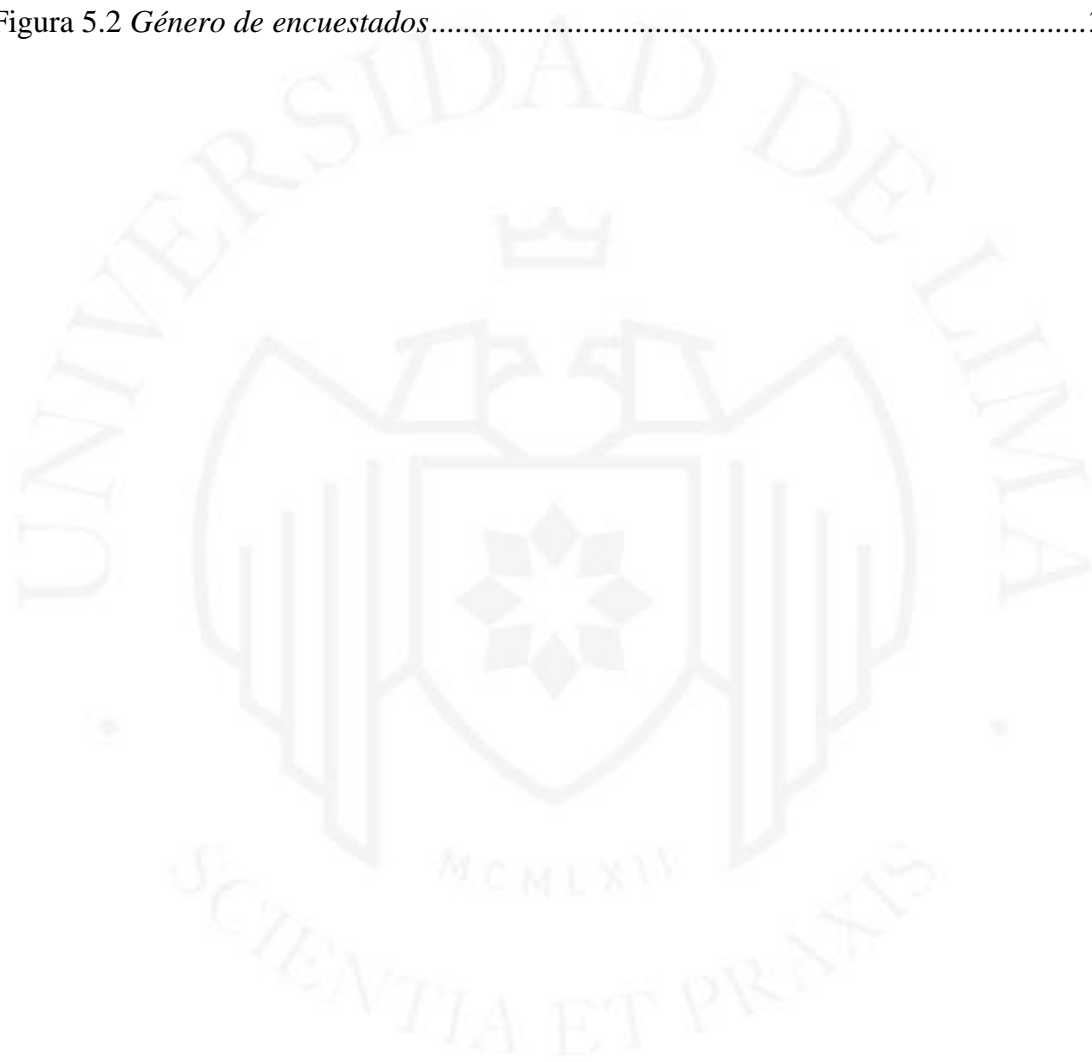 Figura 5.2 Género de encuestados
UNIVERSIDAD DE LIMA
MCMLXII
SCIENTIA ET PRAXIS